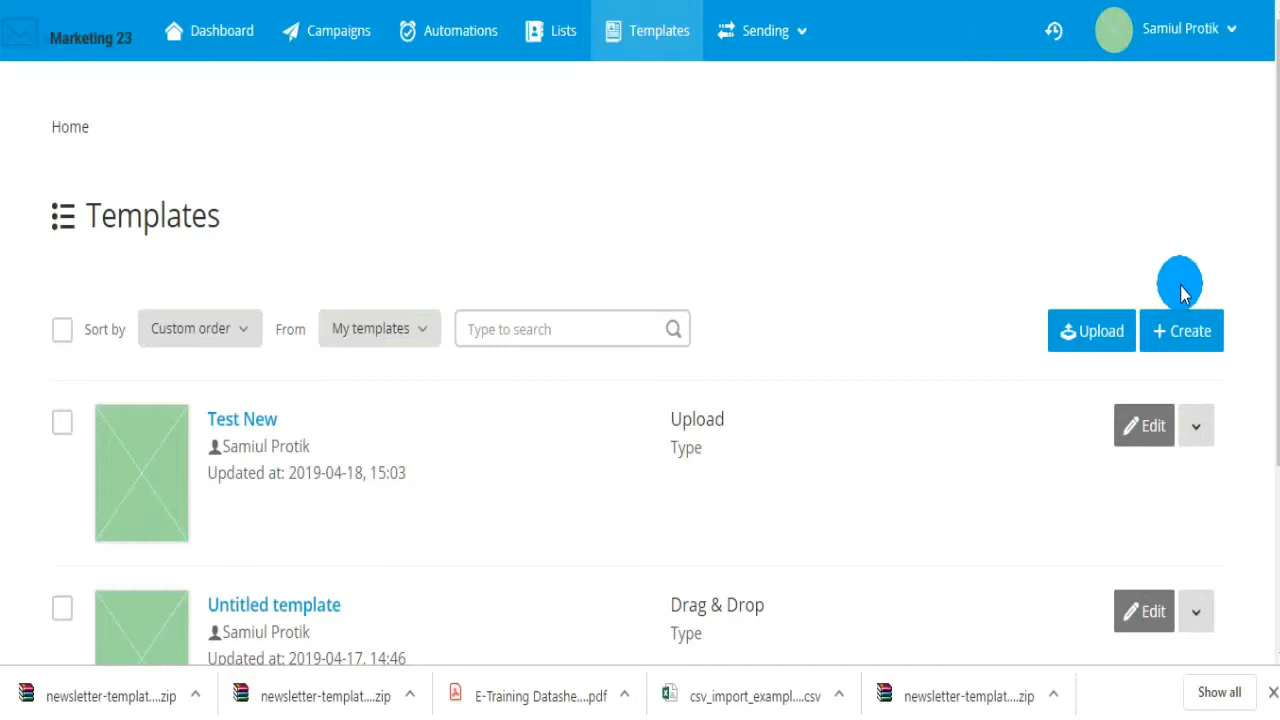 Marketing 23 Dashboard Campaigns Automations Lists Templates Sending Samiul Protik
Home
Templates
Sort by Custom order From My templates Type to search Upload + Create
Test New Upload Edit
Samiul Protik Type
Updated at: 2019-04-18, 15:03
Untitled template Drag & Drop Edit
Samiul Protik Type
Updated at: 2019-04-17, 14:46
newsletter-templat....zip newsletter-templat....zip E-Training Datashe....pdf csv_import_exampl....csv newsletter-templat....zip Show all